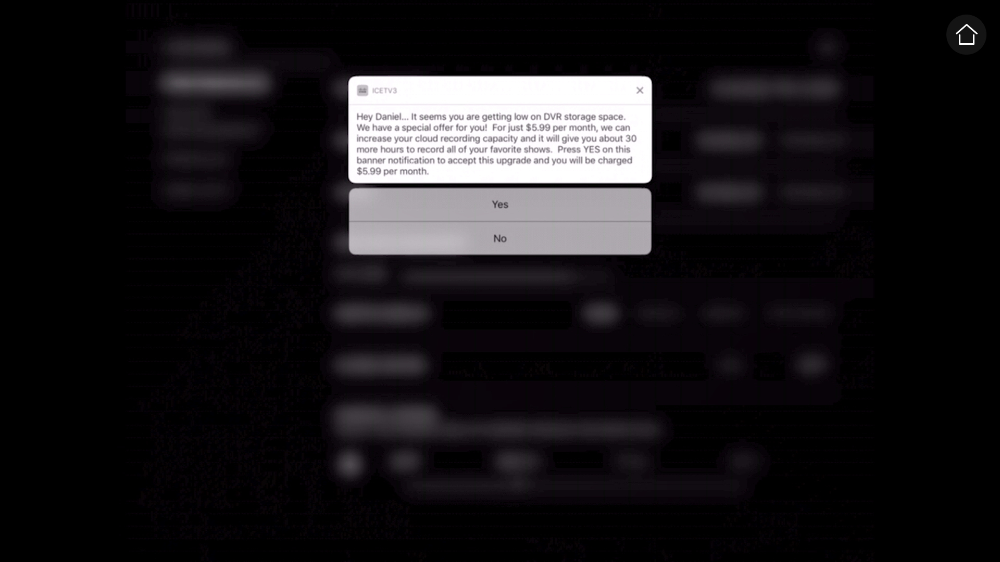 ICETV3
Hey Daniel... It seems you are getting low on DVR storage space.
We have a special offer for you!  For just $5.99 per month, we can
increase your cloud recording capacity and it will give you about 30
more hours to record all of your favorite shows.  Press YES on this
banner notification to accept this upgrade and you will be charged
$5.99 per month.
Yes
No